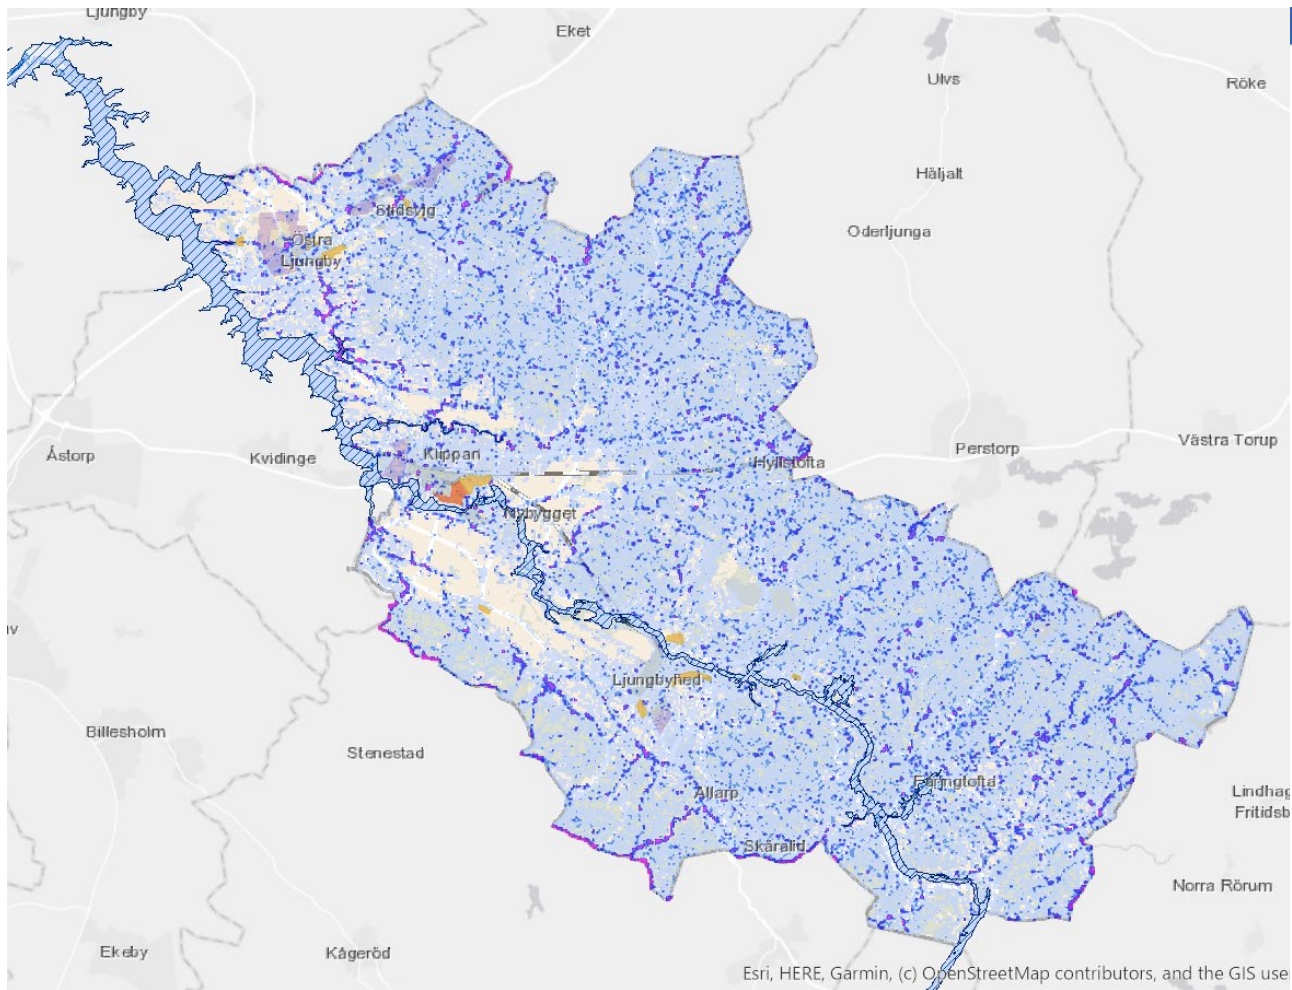 Ljungby
Eket
Ulvs
Röke
Häljalt
Stidsvig
Oderljunga
Östra
Ljungby
Västra Torup
Perstorp
Åstorp
Kvidinge
Klippan
Hyllstofta
Nybygget
Ljungbyhed
Billesholm
Stenestad
Färingtofta
Allarp
Lindhag
Fritidsb
Skäralid
Norra Rörum
Ekeby
Kågeröd
Esri, HERE, Garmin, (c) OpenStreetMap contributors, and the GIS use